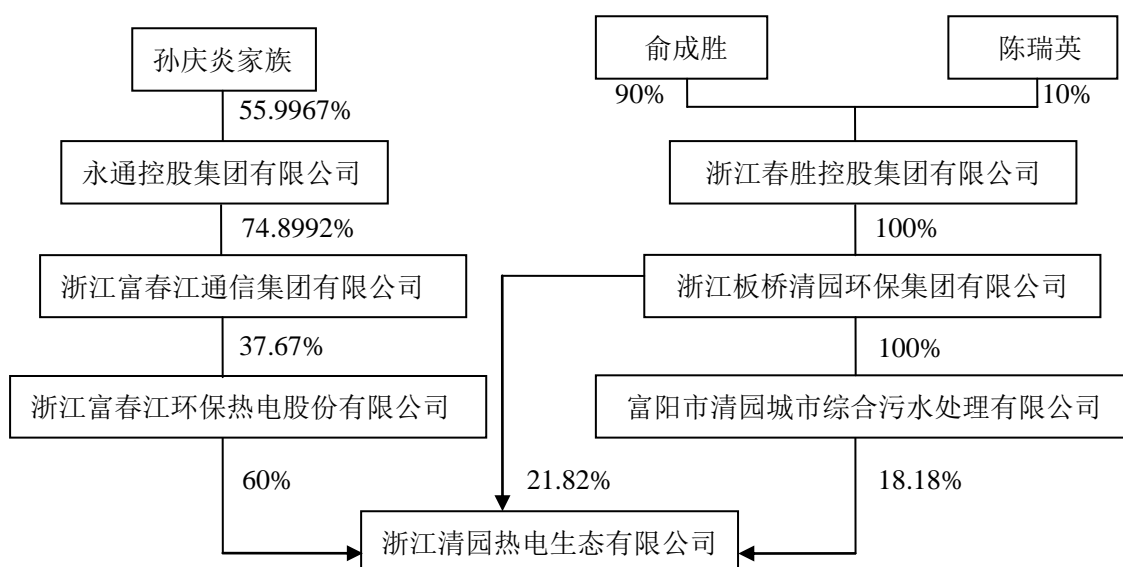 孙庆炎家族
俞成胜
陈瑞英
90%
10%
55.9967%
永通控股集团有限公司
浙江春胜控股集团有限公司
74.8992%
100%
浙江富春江通信集团有限公司
浙江板桥清园环保集团有限公司
37.67%
100%
浙江富春江环保热电股份有限公司
富阳市清园城市综合污水处理有限公司
60%
21.82%
18.18%
浙江清园热电生态有限公司